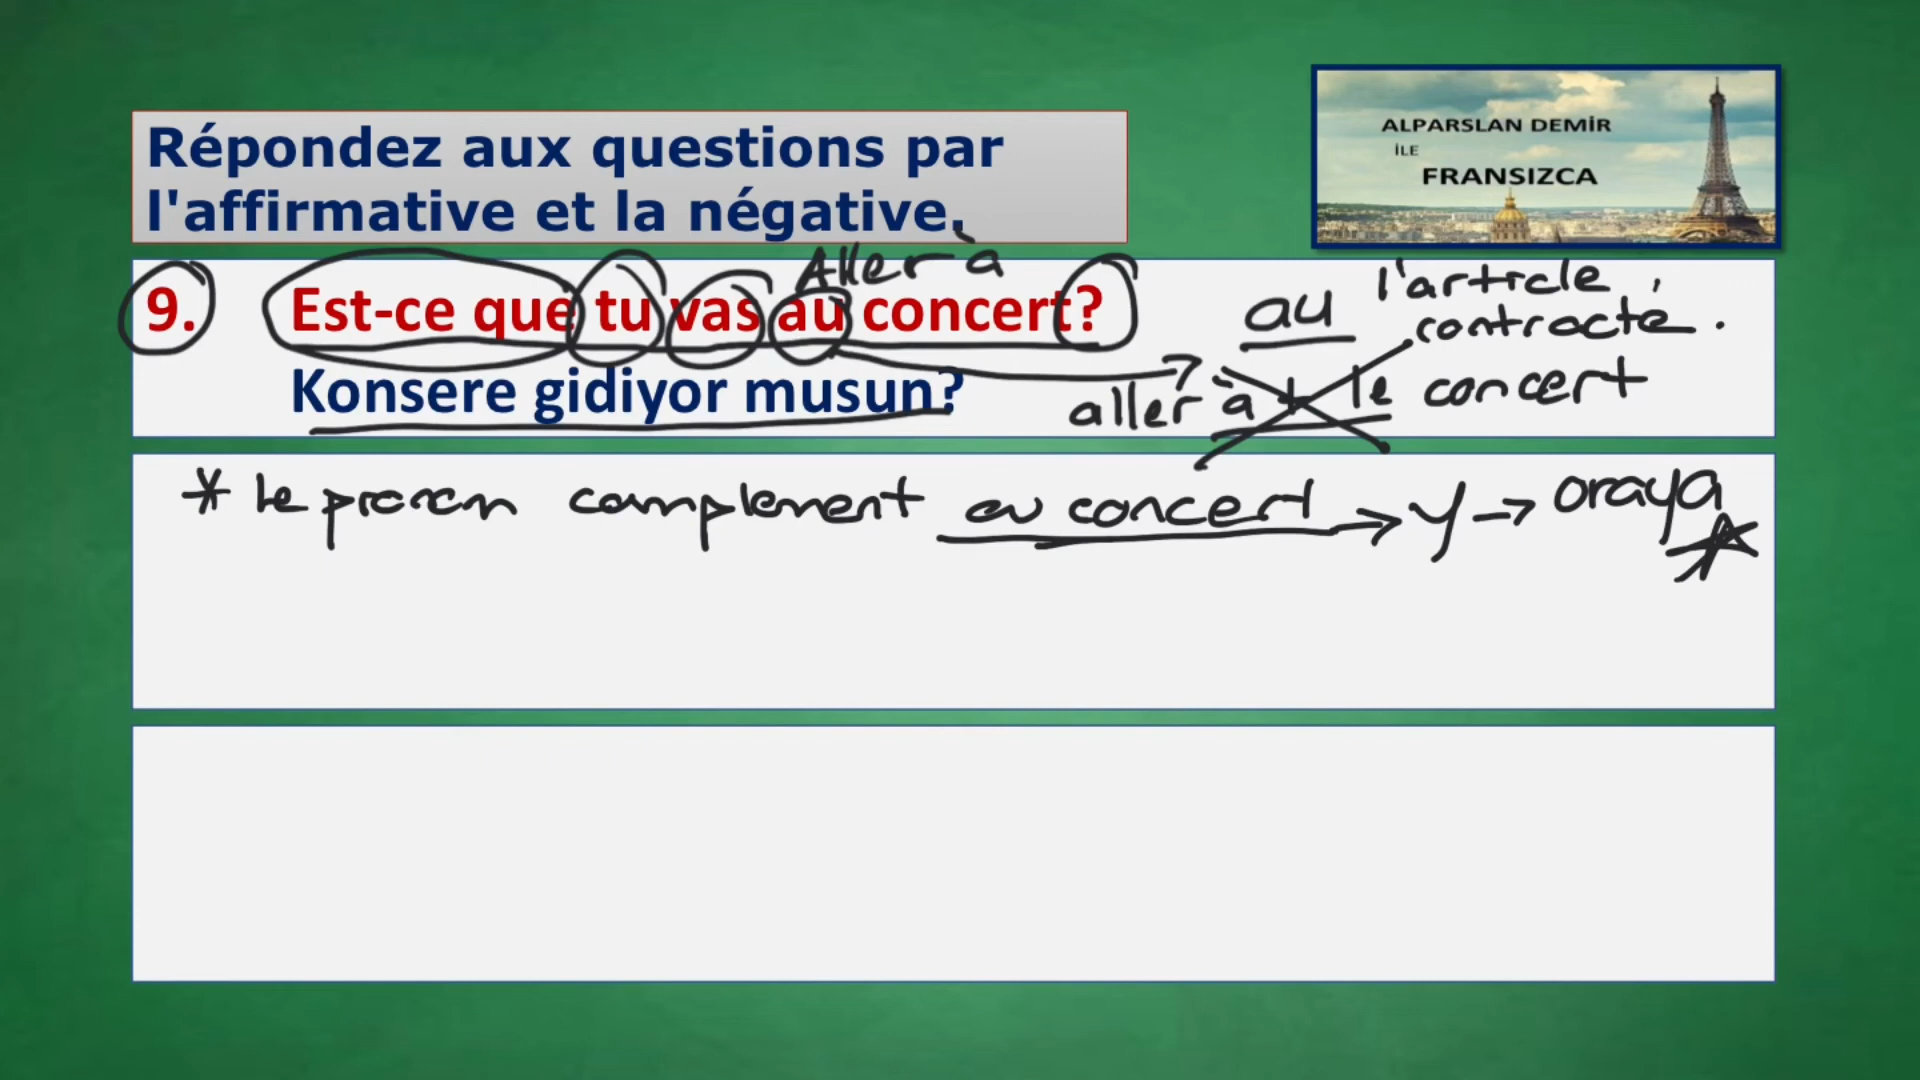 Répondez aux questions par
l'affirmative et la négative.
ALPARSLAN DEMİR
İLE
FRANSIZCA
Aller à
9. Est-ce que tu vas au concert?
au l'article
contracté.
Konsere gidiyor musun?
aller à + le concert
* Le pronom complement au concert → y → oraya